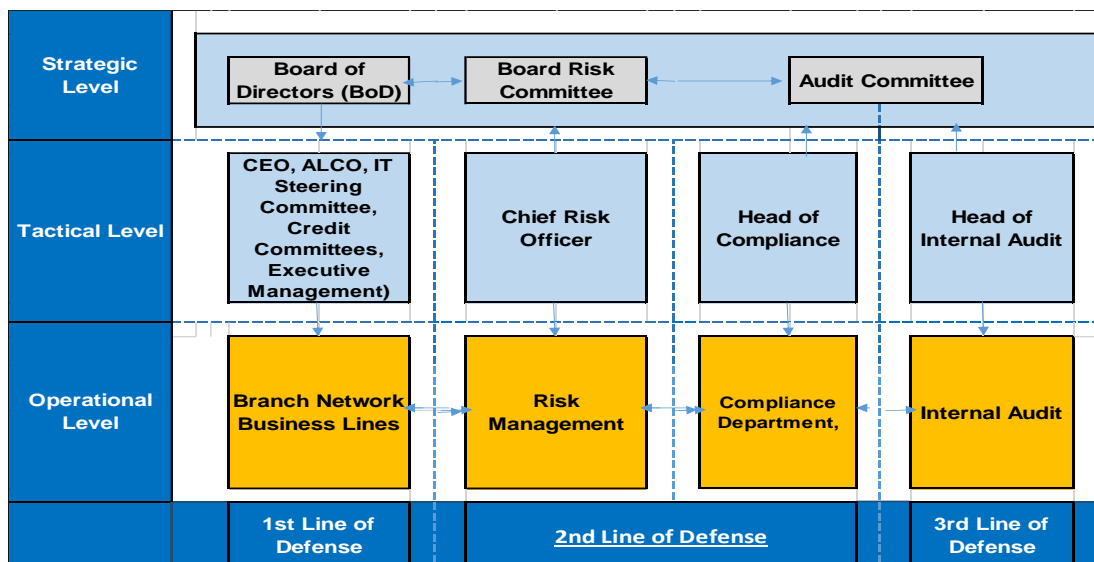 Strategic
Level
Board of
Directors (BoD)
Board Risk
Committee
Audit Committee
Tactical Level
CEO, ALCO, IT
Steering
Committee,
Credit
Committees,
Executive
Management)
Chief Risk
Officer
Head of
Compliance
Head of
Internal Audit
Operational
Level
Branch Network
Business Lines
Risk
Management
Compliance
Department,
Internal Audit
1st Line of
Defense
2nd Line of Defense
3rd Line of
Defense